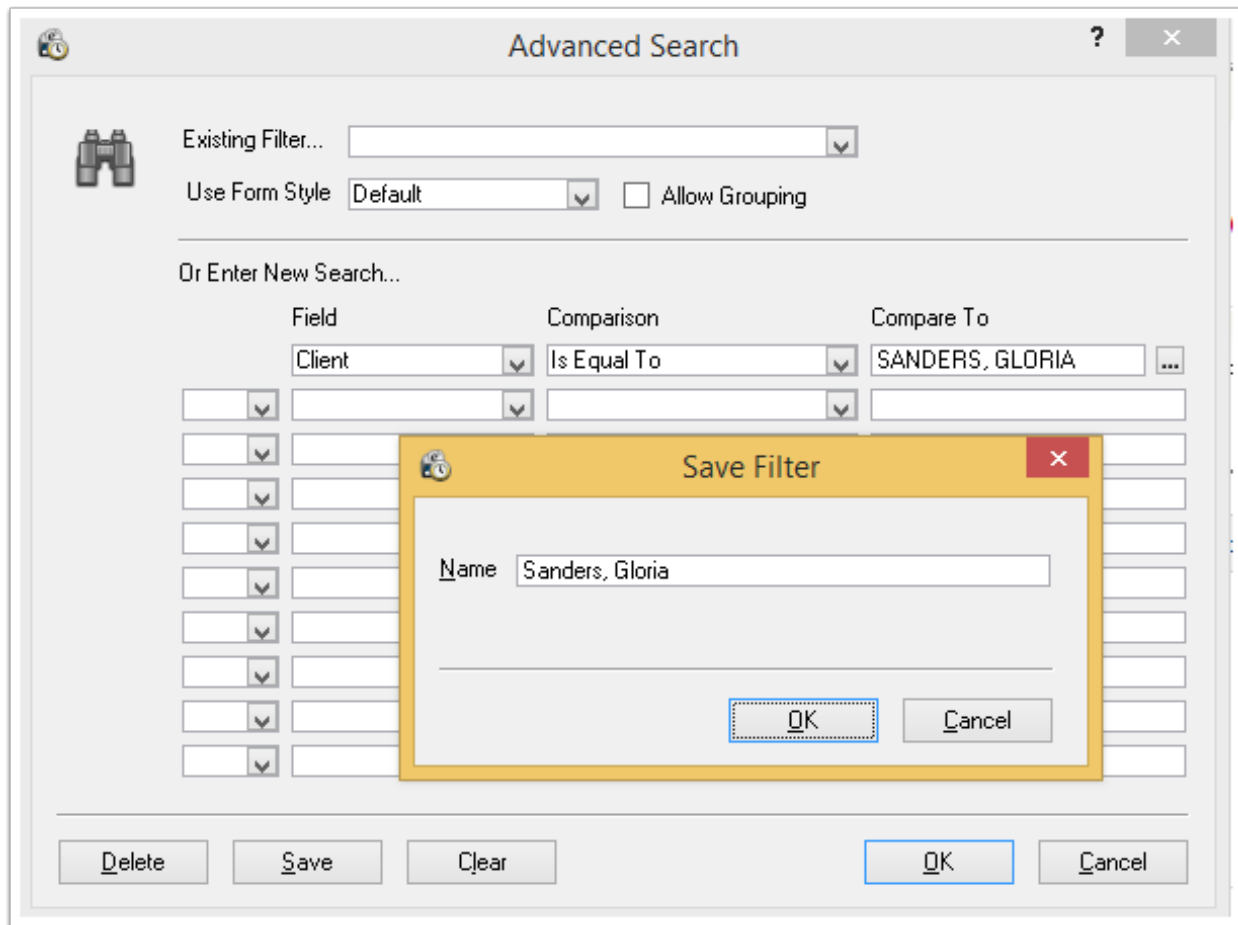 Advanced Search
?
Existing Filter...
Use Form Style Default Allow Grouping
Or Enter New Search...
Field Comparison Compare To
Client Is Equal To SANDERS, GLORIA ...
Save Filter
Name Sanders, Gloria
OK Cancel
Delete Save Clear OK Cancel